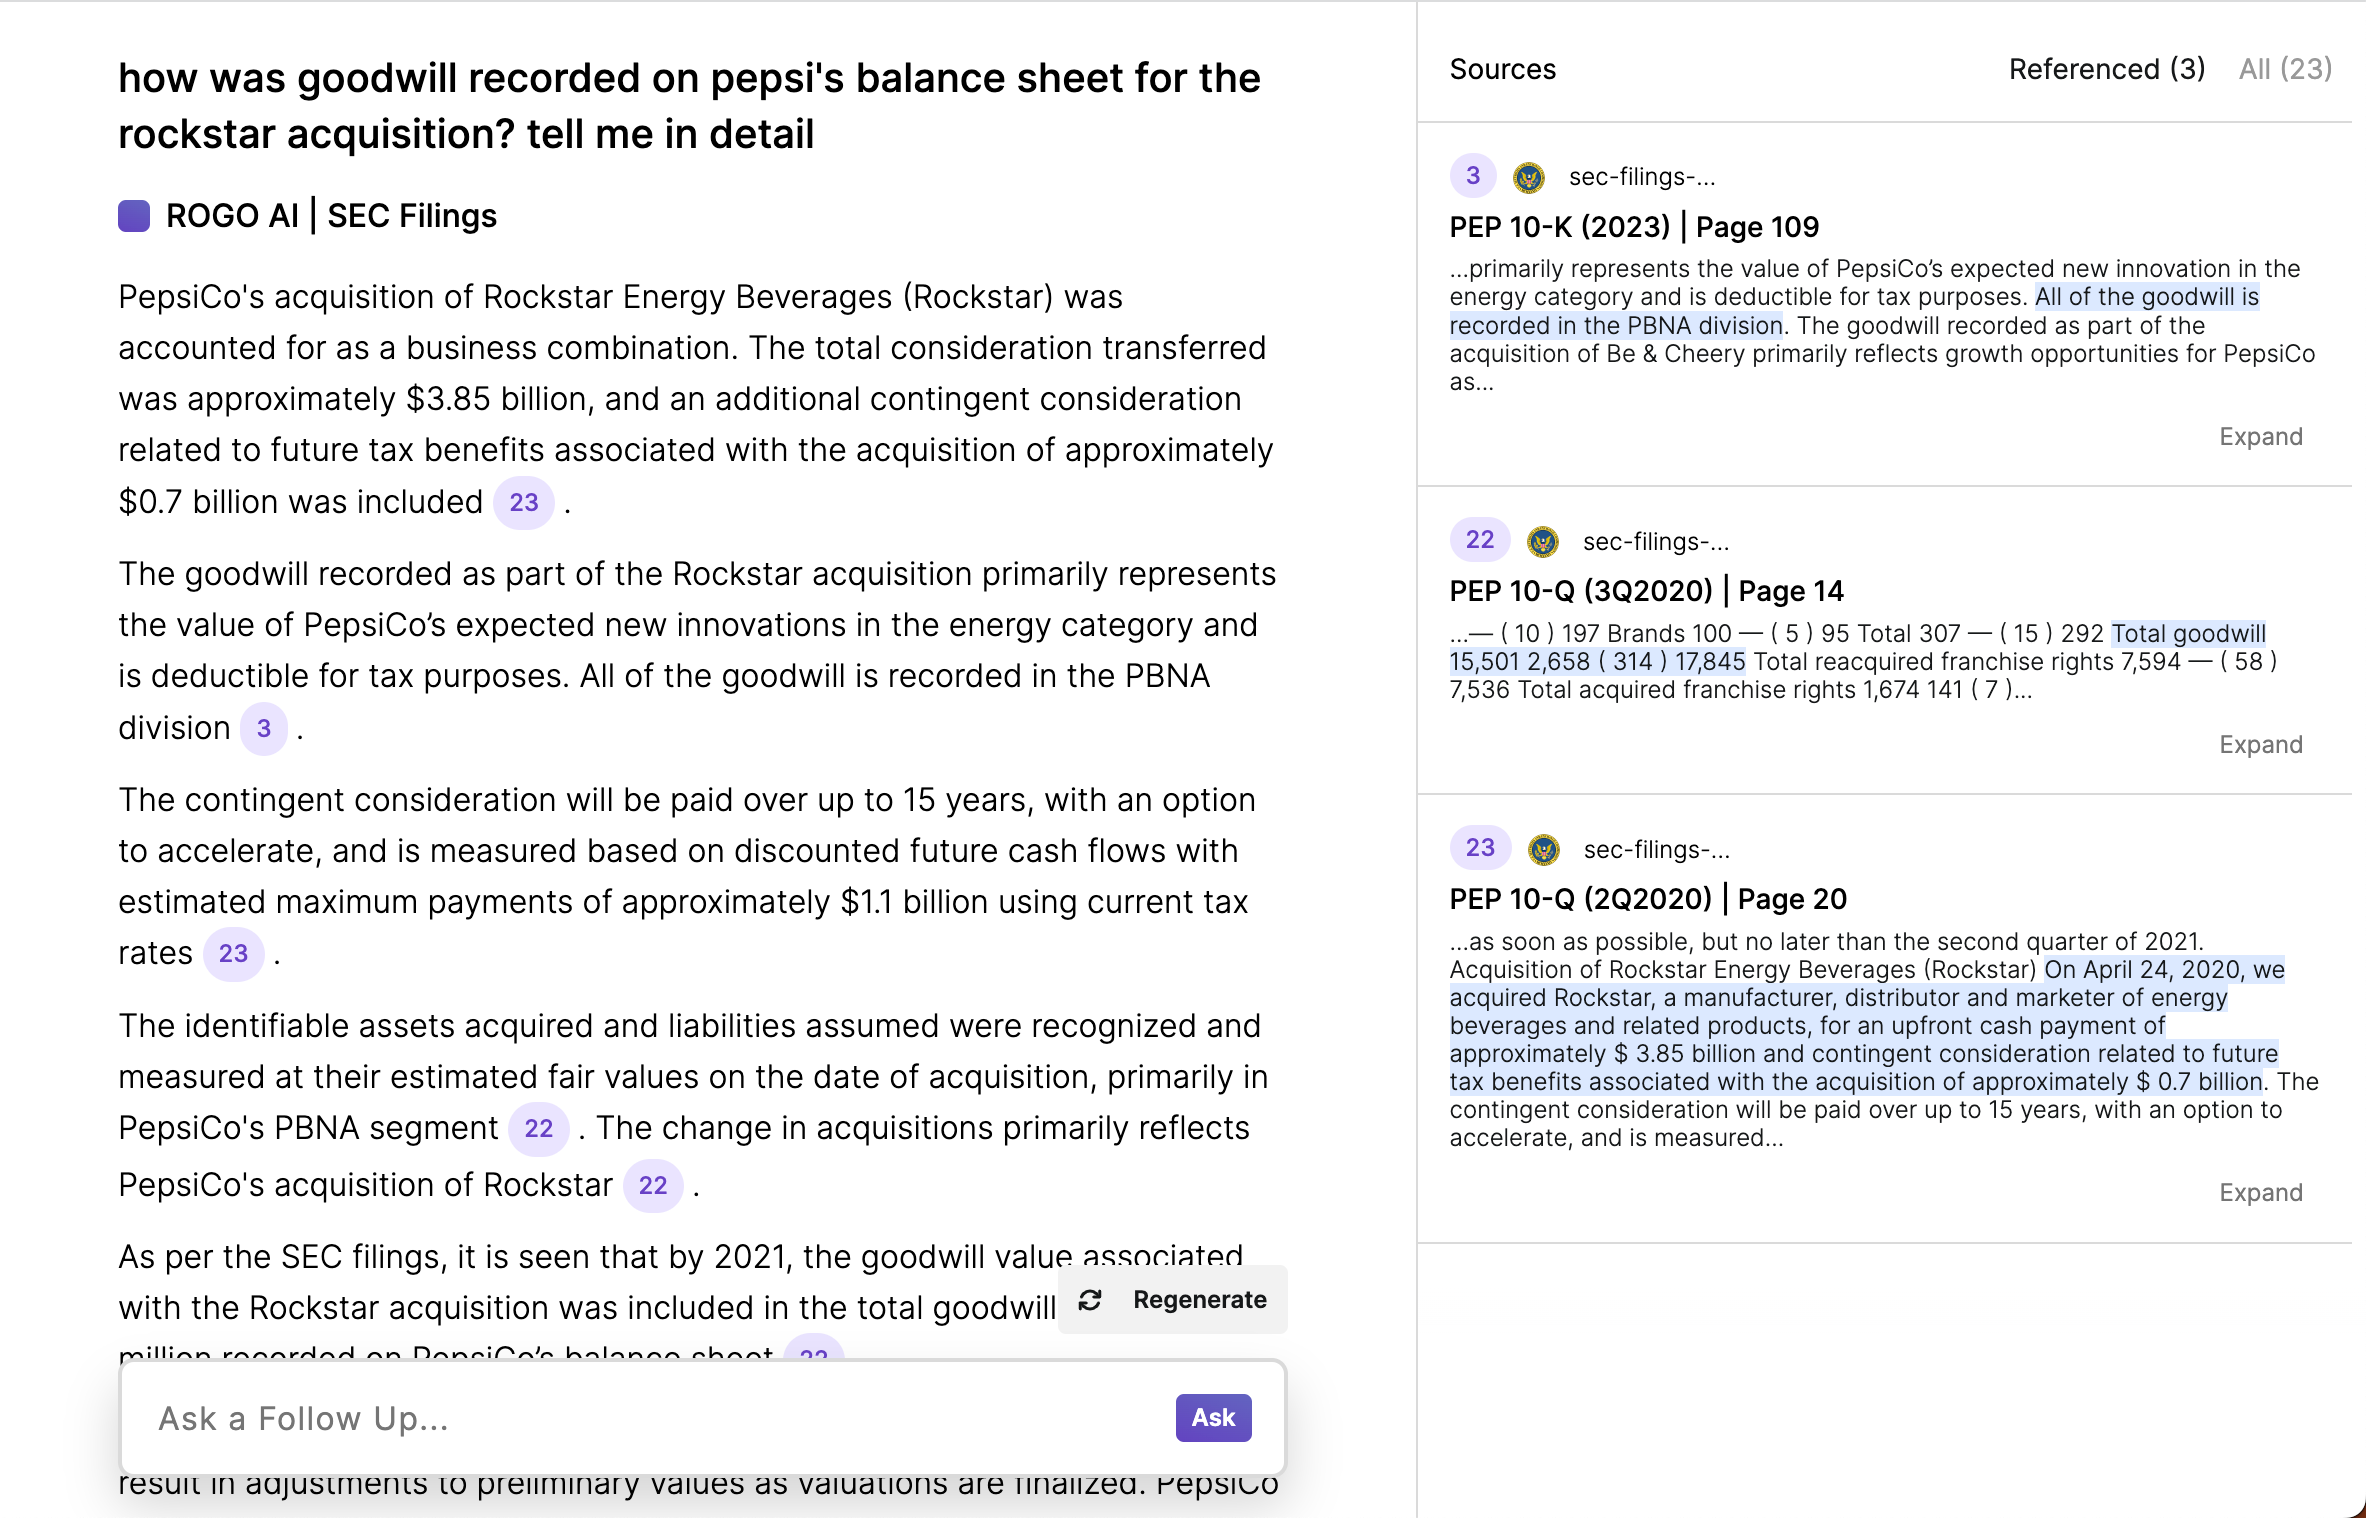 how was goodwill recorded on pepsi's balance sheet for the
rockstar acquisition? tell me in detail
ROGO AI | SEC Filings
PepsiCo's acquisition of Rockstar Energy Beverages (Rockstar) was
accounted for as a business combination. The total consideration transferred
was approximately $3.85 billion, and an additional contingent consideration
related to future tax benefits associated with the acquisition of approximately
$0.7 billion was included 23 .
The goodwill recorded as part of the Rockstar acquisition primarily represents
the value of PepsiCo’s expected new innovations in the energy category and
is deductible for tax purposes. All of the goodwill is recorded in the PBNA
division 3 .
The contingent consideration will be paid over up to 15 years, with an option
to accelerate, and is measured based on discounted future cash flows with
estimated maximum payments of approximately $1.1 billion using current tax
rates 23 .
The identifiable assets acquired and liabilities assumed were recognized and
measured at their estimated fair values on the date of acquisition, primarily in
PepsiCo's PBNA segment 22 . The change in acquisitions primarily reflects
PepsiCo's acquisition of Rockstar 22 .
As per the SEC filings, it is seen that by 2021, the goodwill value associated
with the Rockstar acquisition was included in the total goodwill
million recorded on PepsiCo’s balance sheet 22
Regenerate
Ask a Follow Up...
Ask
result in adjustments to preliminary values as valuations are finalized. PepsiCo
Sources
Referenced (3)
All (23)
3 sec-filings-...
PEP 10-K (2023) | Page 109
...primarily represents the value of PepsiCo’s expected new innovation in the
energy category and is deductible for tax purposes. All of the goodwill is
recorded in the PBNA division. The goodwill recorded as part of the
acquisition of Be & Cheery primarily reflects growth opportunities for PepsiCo
as...
Expand
22 sec-filings-...
PEP 10-Q (3Q2020) | Page 14
...— ( 10 ) 197 Brands 100 — ( 5 ) 95 Total 307 — ( 15 ) 292 Total goodwill
15,501 2,658 ( 314 ) 17,845 Total reacquired franchise rights 7,594 — ( 58 )
7,536 Total acquired franchise rights 1,674 141 ( 7 )...
Expand
23 sec-filings-...
PEP 10-Q (2Q2020) | Page 20
...as soon as possible, but no later than the second quarter of 2021.
Acquisition of Rockstar Energy Beverages (Rockstar) On April 24, 2020, we
acquired Rockstar, a manufacturer, distributor and marketer of energy
beverages and related products, for an upfront cash payment of
approximately $ 3.85 billion and contingent consideration related to future
tax benefits associated with the acquisition of approximately $ 0.7 billion. The
contingent consideration will be paid over up to 15 years, with an option to
accelerate, and is measured...
Expand